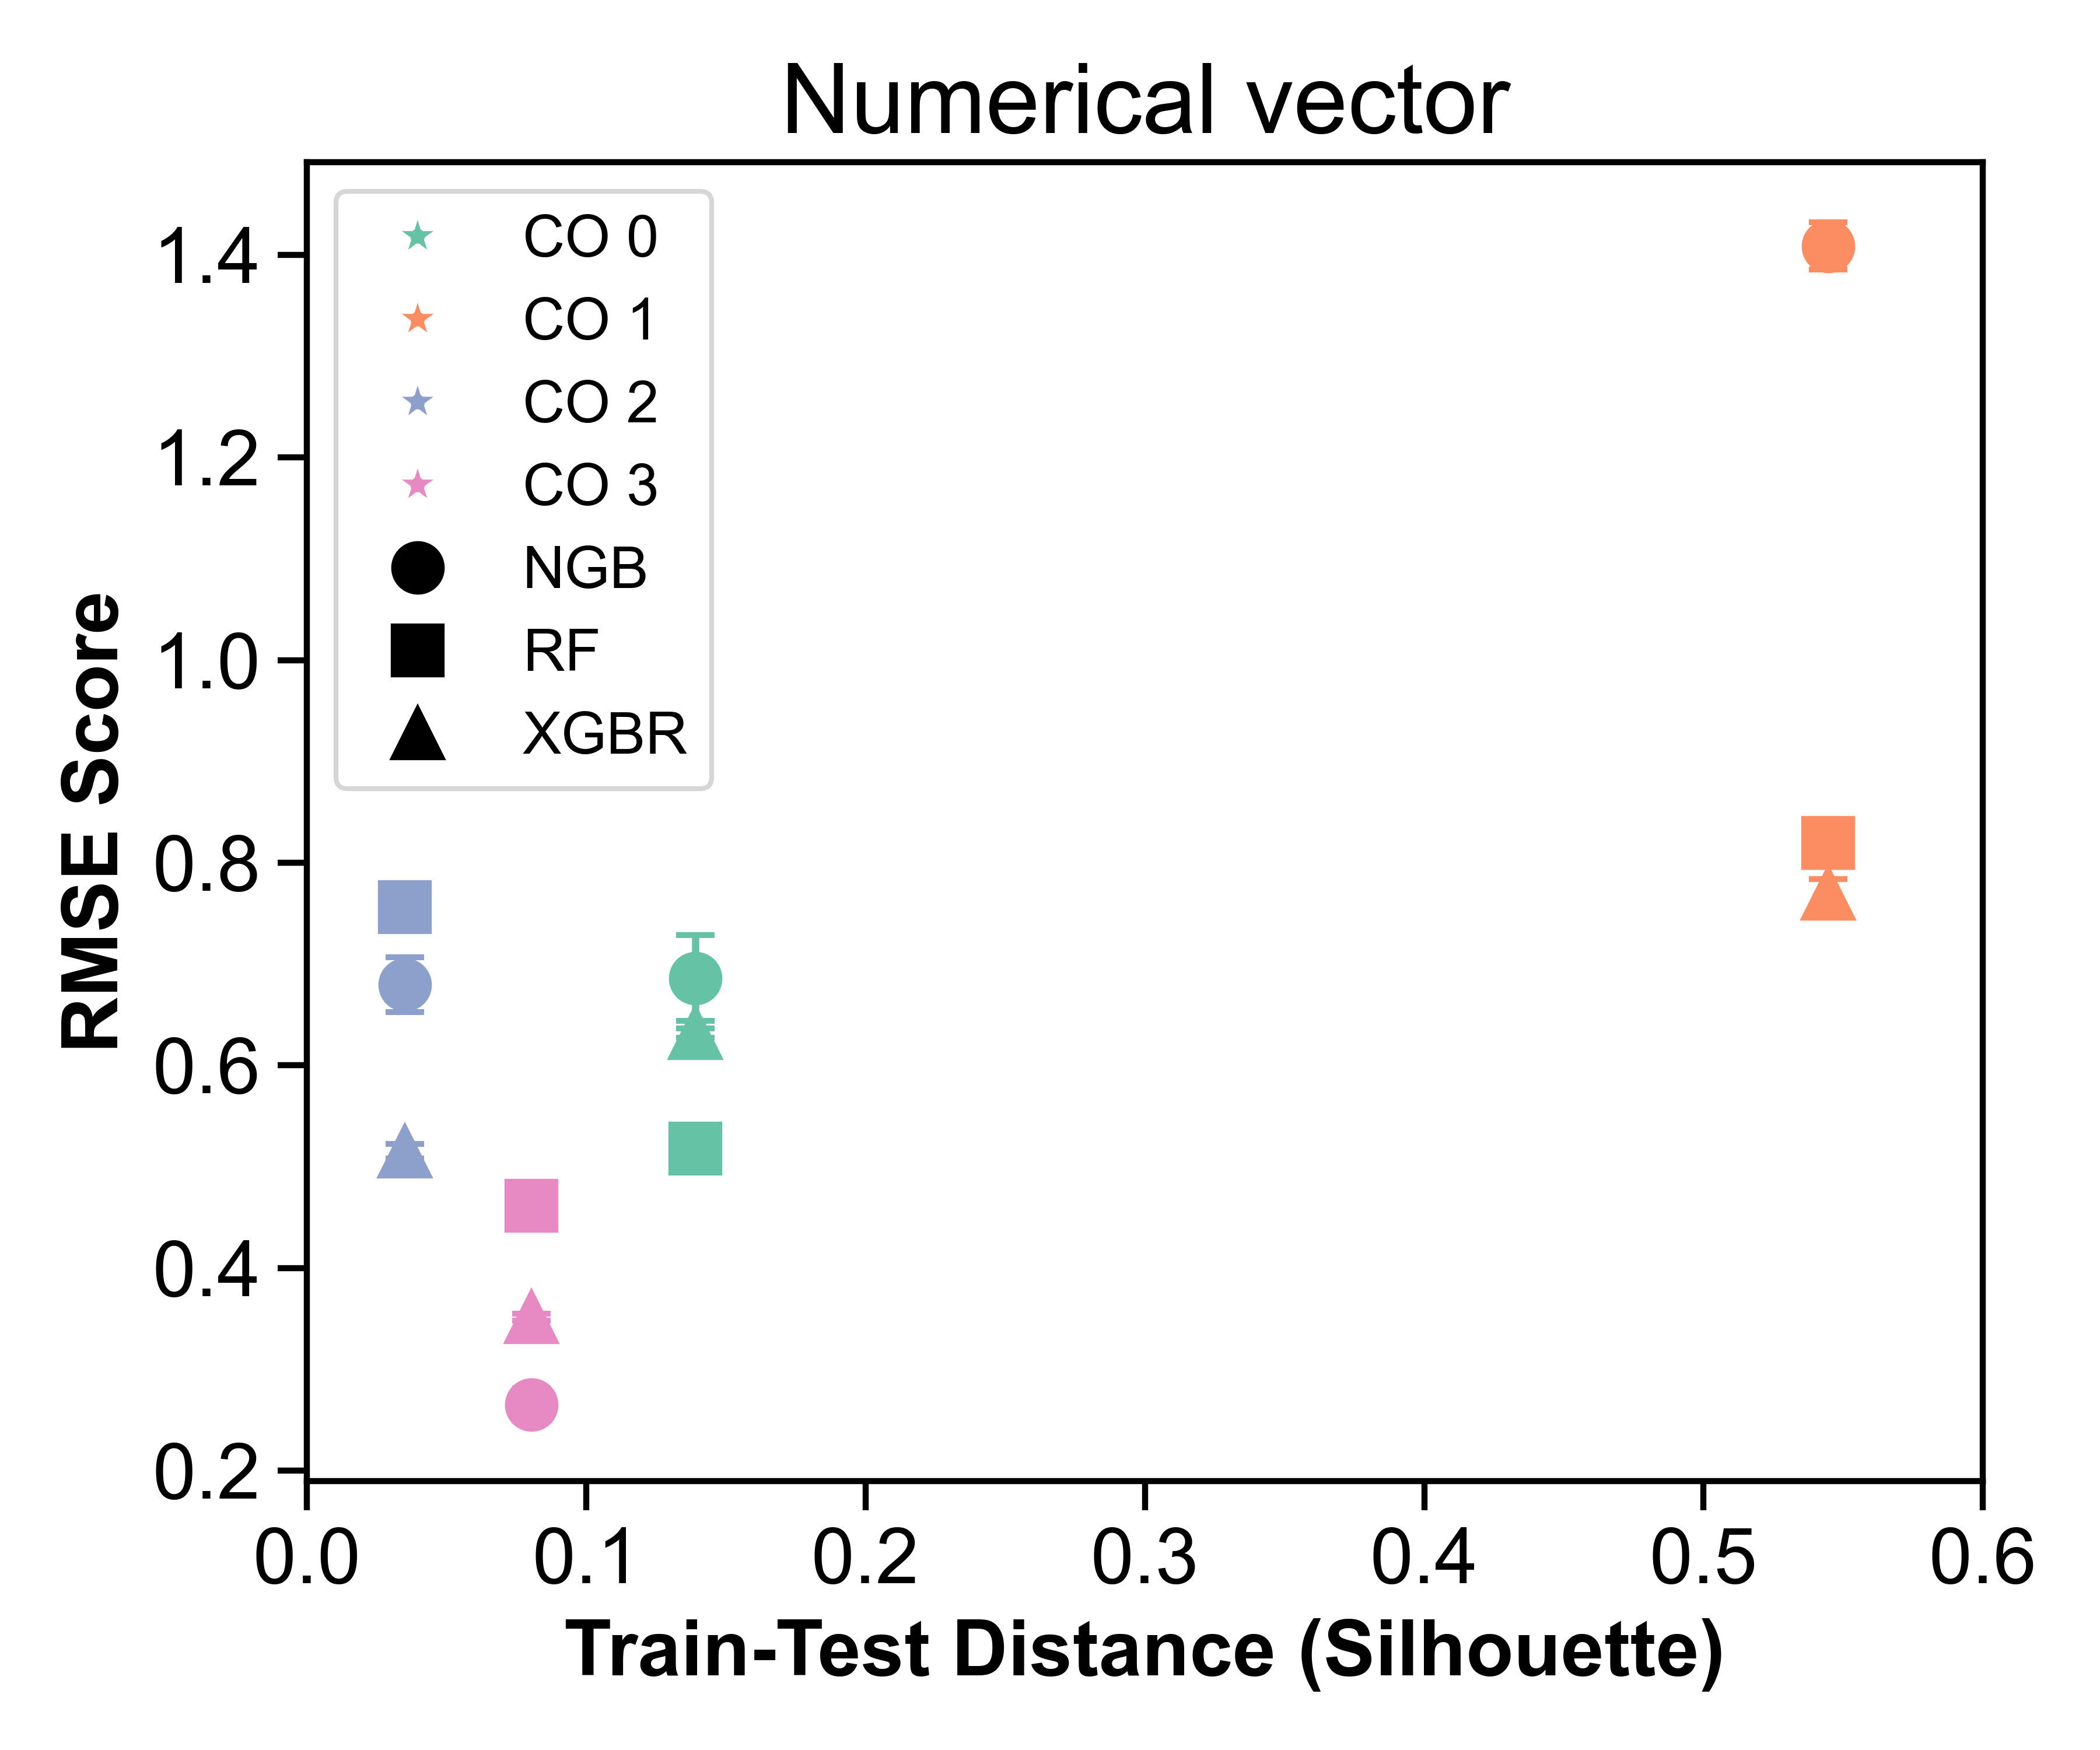 Numerical vector
CO 0
CO 1
CO 2
CO 3
NGB
RF
XGBR
RMSE Score
1.4
1.2
1.0
0.8
0.6
0.4
0.2
0.0 0.1 0.2 0.3 0.4 0.5 0.6
Train-Test Distance (Silhouette)